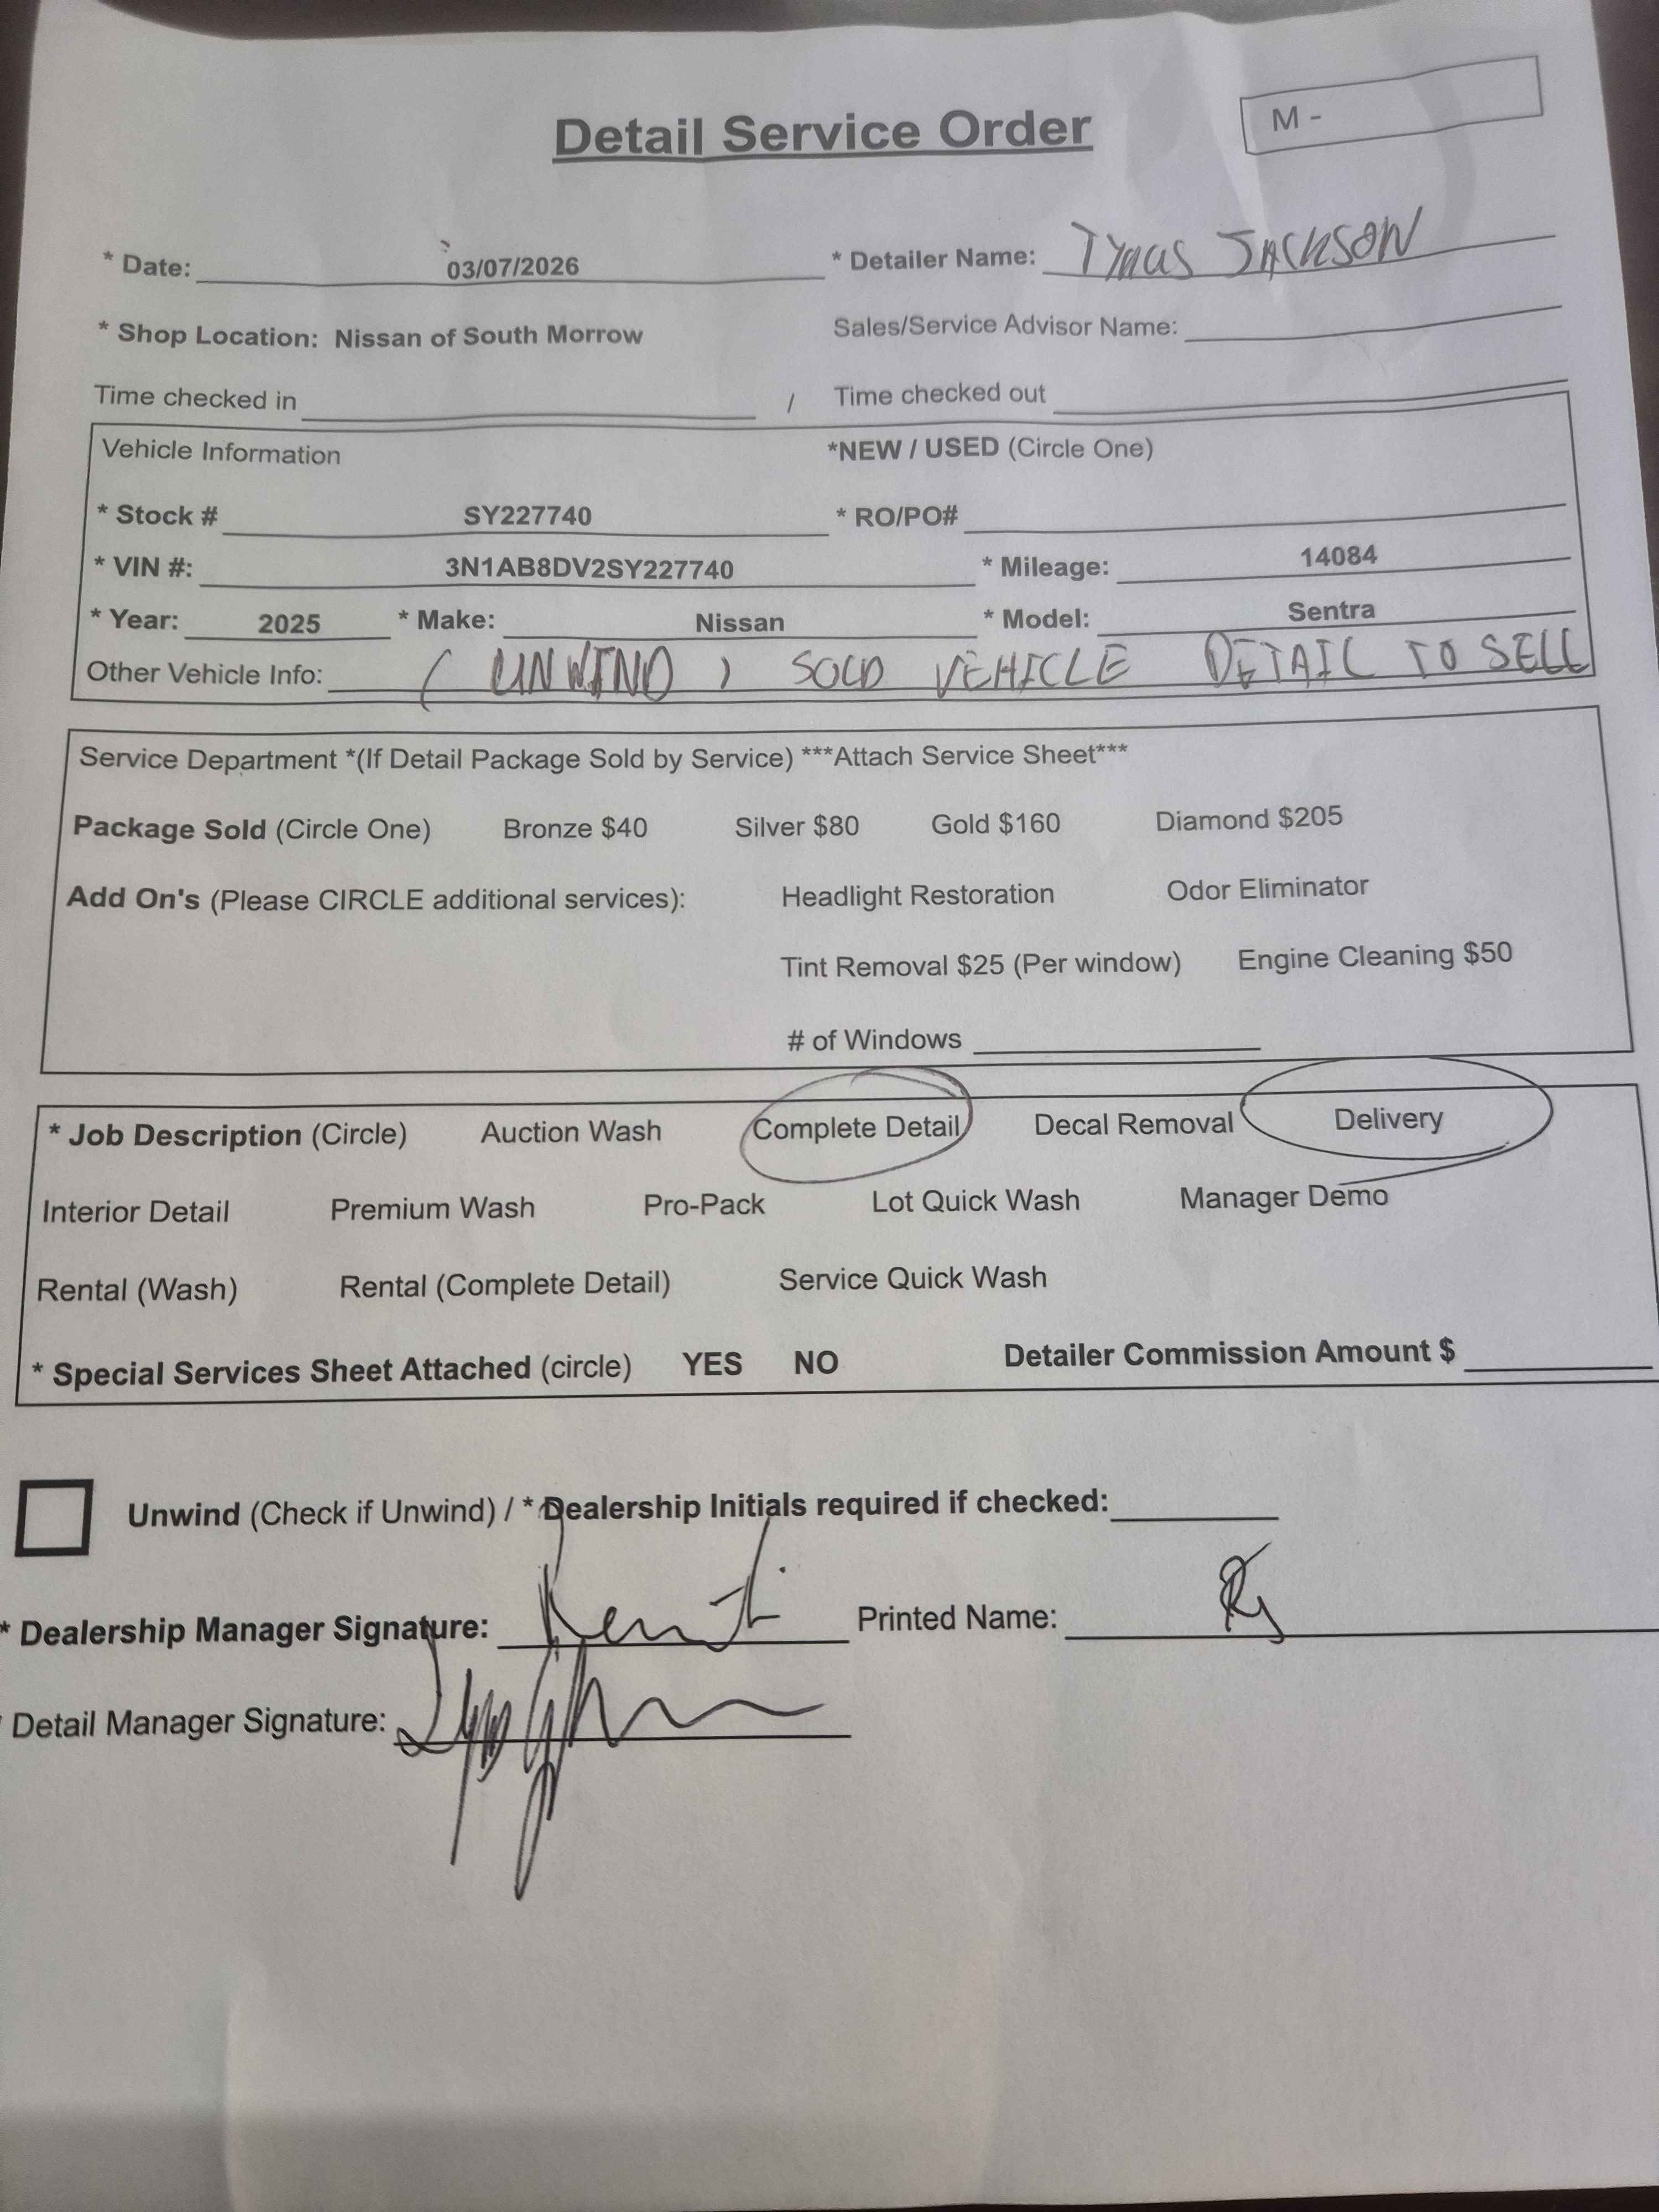 Detail Service Order
M -
* Date: 03/07/2026 * Detailer Name: Tymus JACKSON
* Shop Location: Nissan of South Morrow Sales/Service Advisor Name:
Time checked in / Time checked out
Vehicle Information *NEW / USED (Circle One)
* Stock # SY227740 * RO/PO#
* VIN #: 3N1AB8DV2SY227740 * Mileage: 14084
* Year: 2025 * Make: Nissan * Model: Sentra
Other Vehicle Info: ( UNWIND ) SOLD VEHICLE DETAIL TO SELL
Service Department *(If Detail Package Sold by Service) ***Attach Service Sheet***
Package Sold (Circle One) Bronze $40 Silver $80 Gold $160 Diamond $205
Add On's (Please CIRCLE additional services): Headlight Restoration Odor Eliminator
Tint Removal $25 (Per window) Engine Cleaning $50
# of Windows
* Job Description (Circle) Auction Wash Complete Detail Decal Removal Delivery
Interior Detail Premium Wash Pro-Pack Lot Quick Wash Manager Demo
Rental (Wash) Rental (Complete Detail) Service Quick Wash
* Special Services Sheet Attached (circle) YES NO Detailer Commission Amount $
Unwind (Check if Unwind) / * Dealership Initials required if checked:
* Dealership Manager Signature: Printed Name:
Detail Manager Signature: